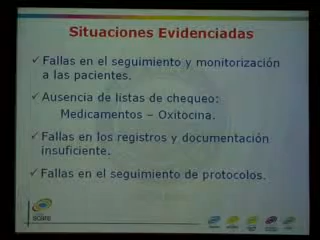 Situaciones Evidenciadas
✓ Fallas en el seguimiento y monitorización
a las pacientes.
✓ Ausencia de listas de chequeo:
Medicamentos – Oxitocina.
✓ Fallas en los registros y documentación
insuficiente.
✓ Fallas en el seguimiento de protocolos.